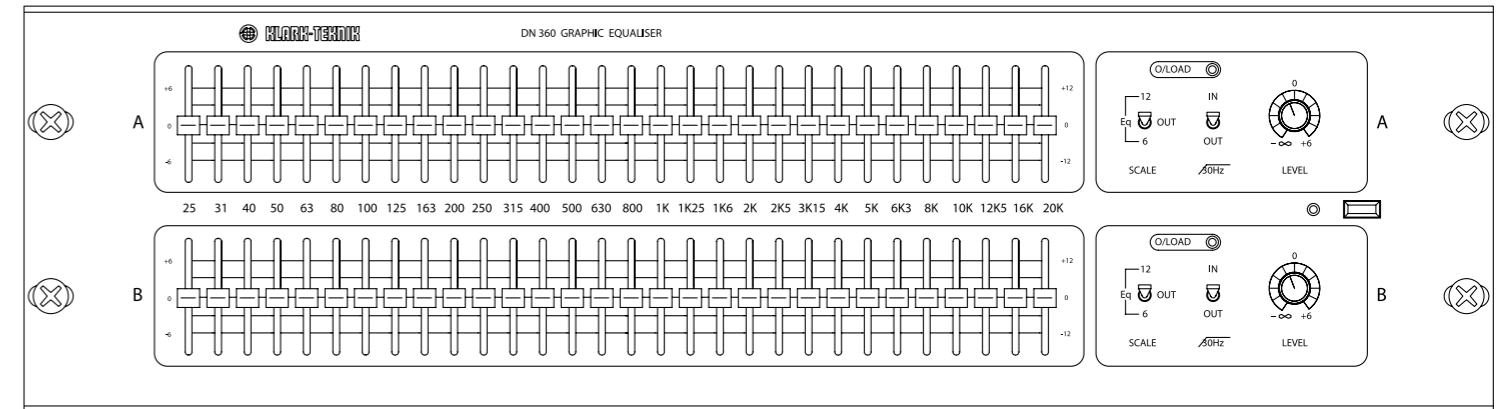 KLARK-TEKNIK
DN 360 GRAPHIC EQUALISER
A
+6
0
-6
+12
0
-12
O/LOAD
12
Eq OUT
6
SCALE
IN
OUT
30Hz
0
-∞ +6
LEVEL
A
25 31 40 50 63 80 100 125 163 200 250 315 400 500 630 800 1K 1K25 1K6 2K 2K5 3K15 4K 5K 6K3 8K 10K 12K5 16K 20K
B
+6
0
-6
+12
0
-12
O/LOAD
12
Eq OUT
6
SCALE
IN
OUT
30Hz
0
-∞ +6
LEVEL
B